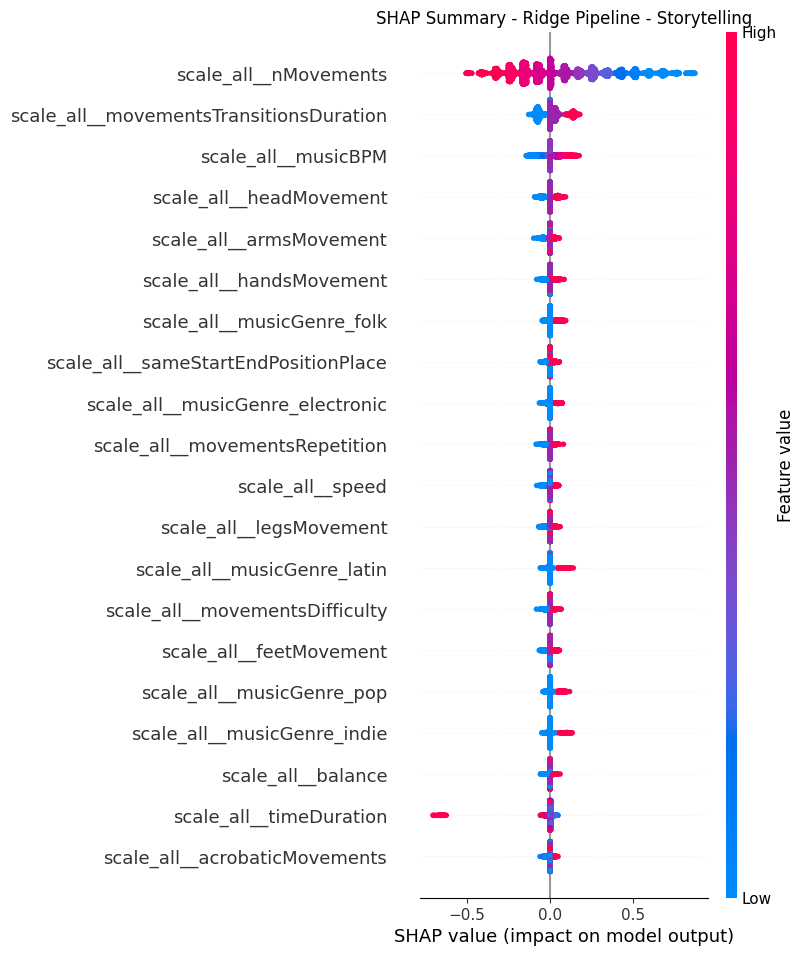 SHAP Summary - Ridge Pipeline - Storytelling
High
scale_all__nMovements
scale_all__movementsTransitionsDuration
scale_all__musicBPM
scale_all__headMovement
scale_all__armsMovement
scale_all__handsMovement
scale_all__musicGenre_folk
scale_all__sameStartEndPositionPlace
scale_all__musicGenre_electronic
scale_all__movementsRepetition
scale_all__speed
scale_all__legsMovement
scale_all__musicGenre_latin
scale_all__movementsDifficulty
scale_all__feetMovement
scale_all__musicGenre_pop
scale_all__musicGenre_indie
scale_all__balance
scale_all__timeDuration
scale_all__acrobaticMovements
Feature value
Low
−0.5 0.0 0.5
SHAP value (impact on model output)